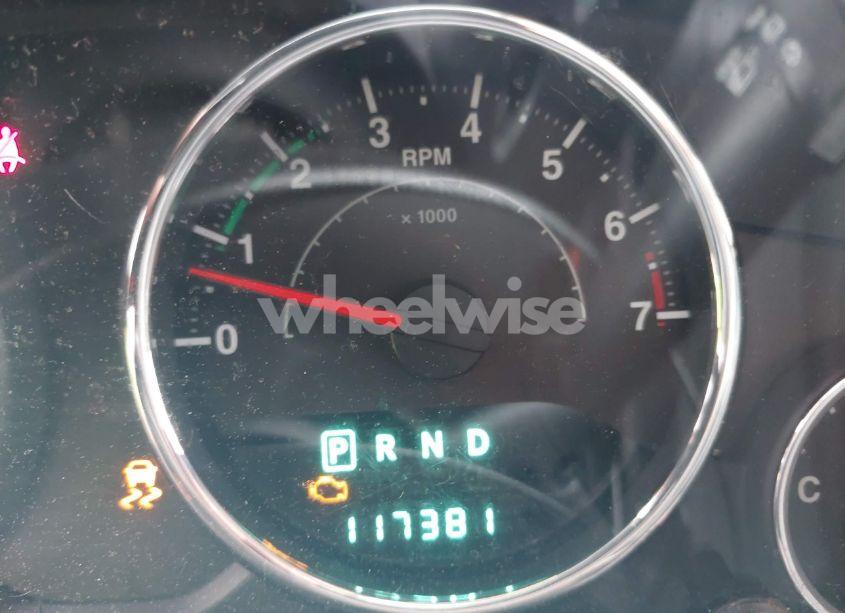 3 4
2 RPM 5
1 x 1000 6
wheelwise
0 7
P R N D
117381
C